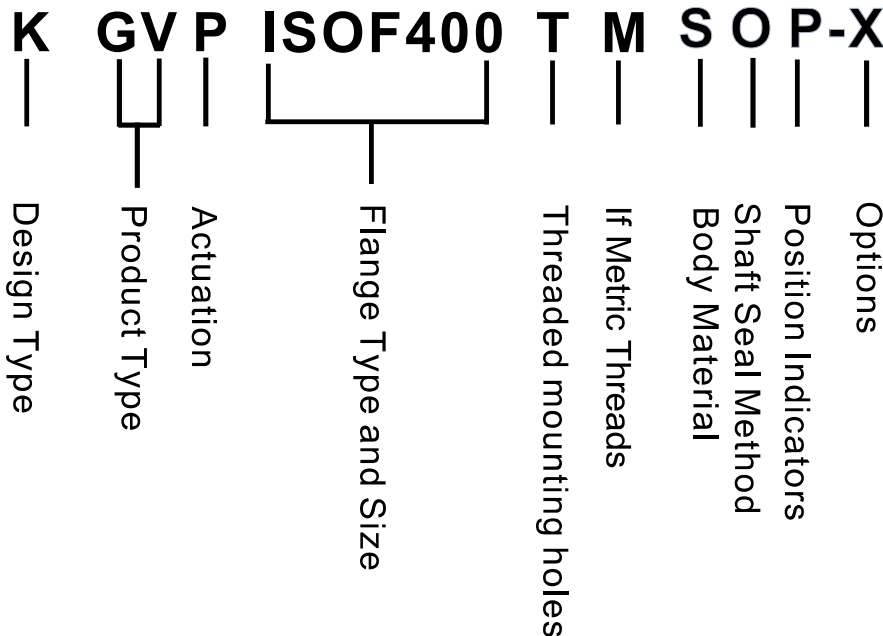 K GVP ISOF400 T M S O P-X
Design Type
Product Type
Actuation
Flange Type and Size
Threaded mounting holes
If Metric Threads
Body Material
Shaft Seal Method
Position Indicators
Options